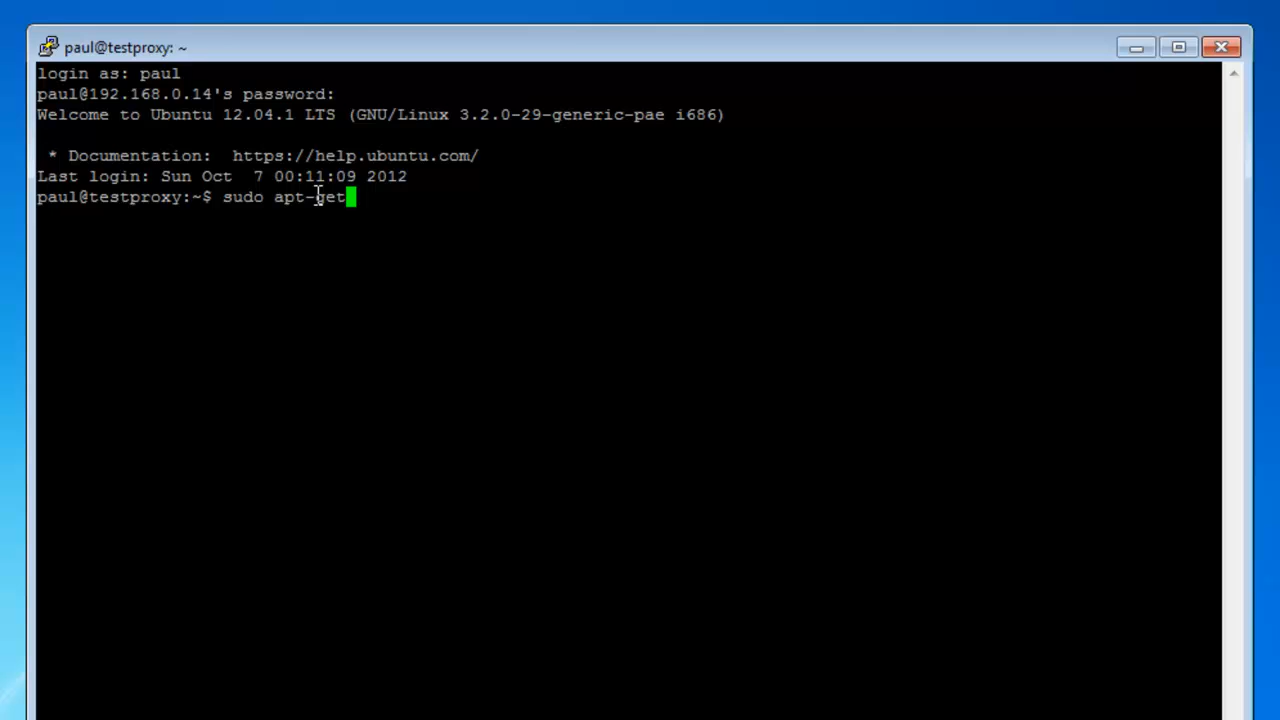 paul@testproxy: ~
login as: paul
paul@192.168.0.14's password:
Welcome to Ubuntu 12.04.1 LTS (GNU/Linux 3.2.0-29-generic-pae i686)
* Documentation:  https://help.ubuntu.com/
Last login: Sun Oct  7 00:11:09 2012
paul@testproxy:~$ sudo apt-get